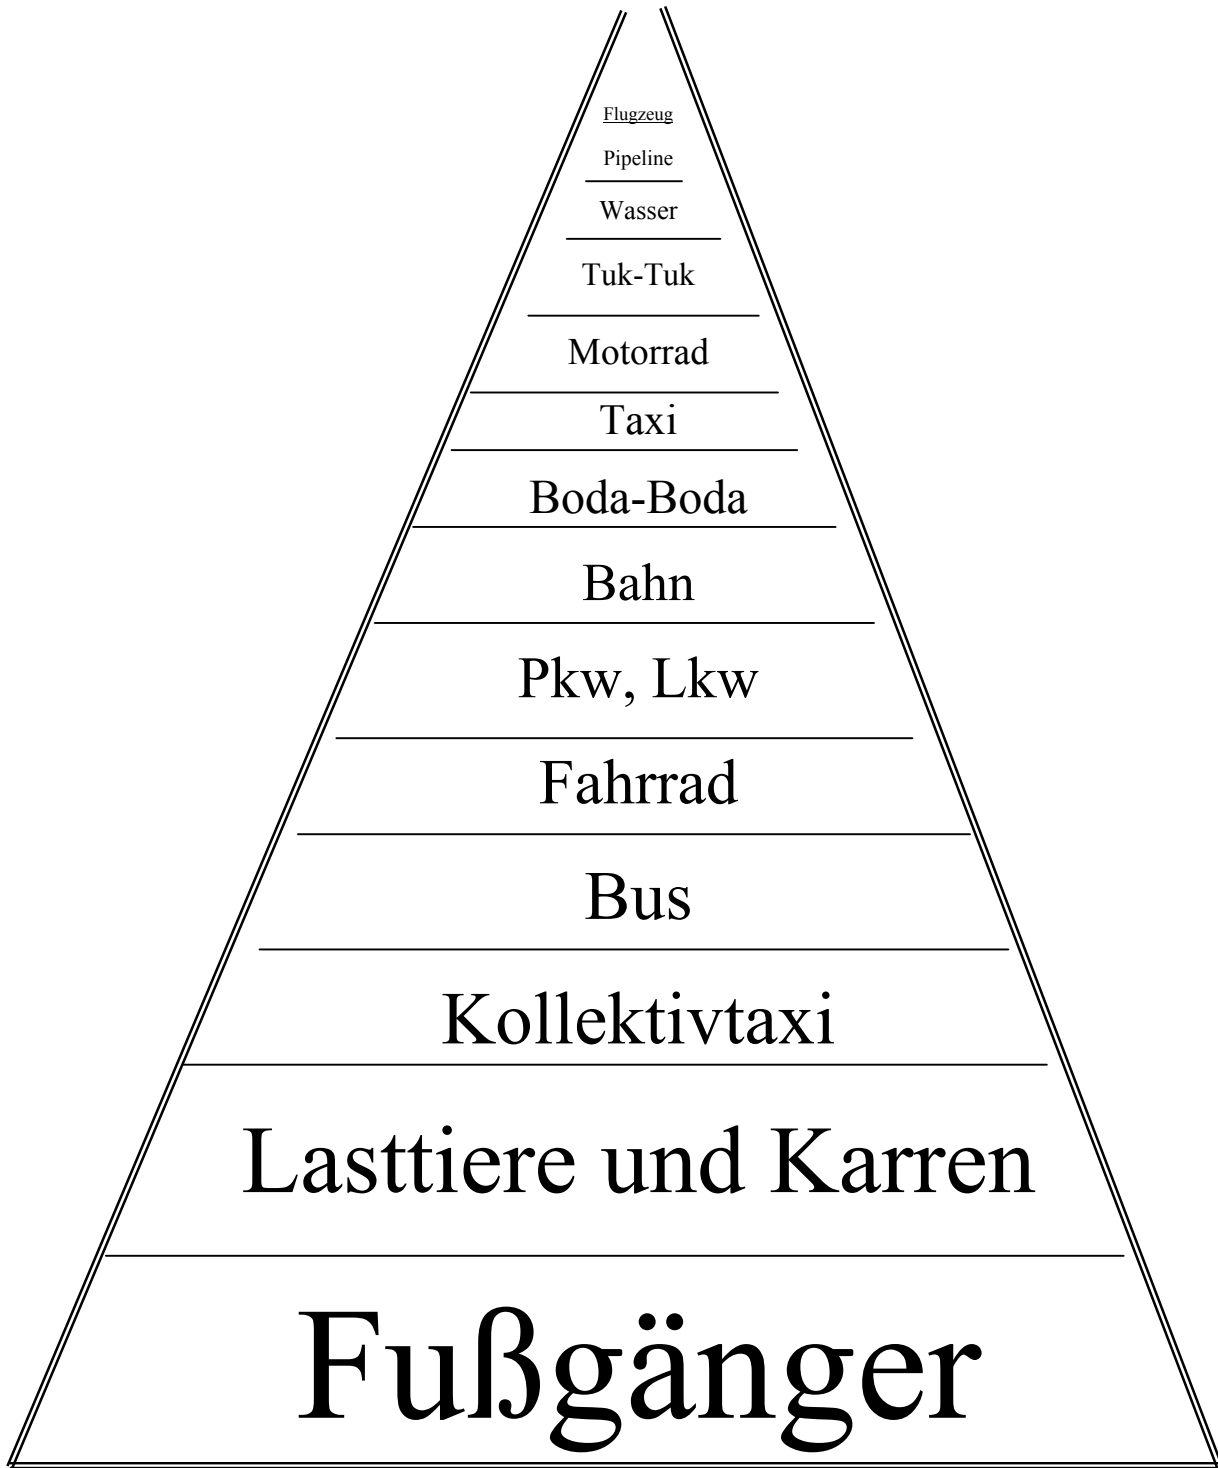 Flugzeug
Pipeline
Wasser
Tuk-Tuk
Motorrad
Taxi
Boda-Boda
Bahn
Pkw, Lkw
Fahrrad
Bus
Kollektivtaxi
Lasttiere und Karren
Fußgänger